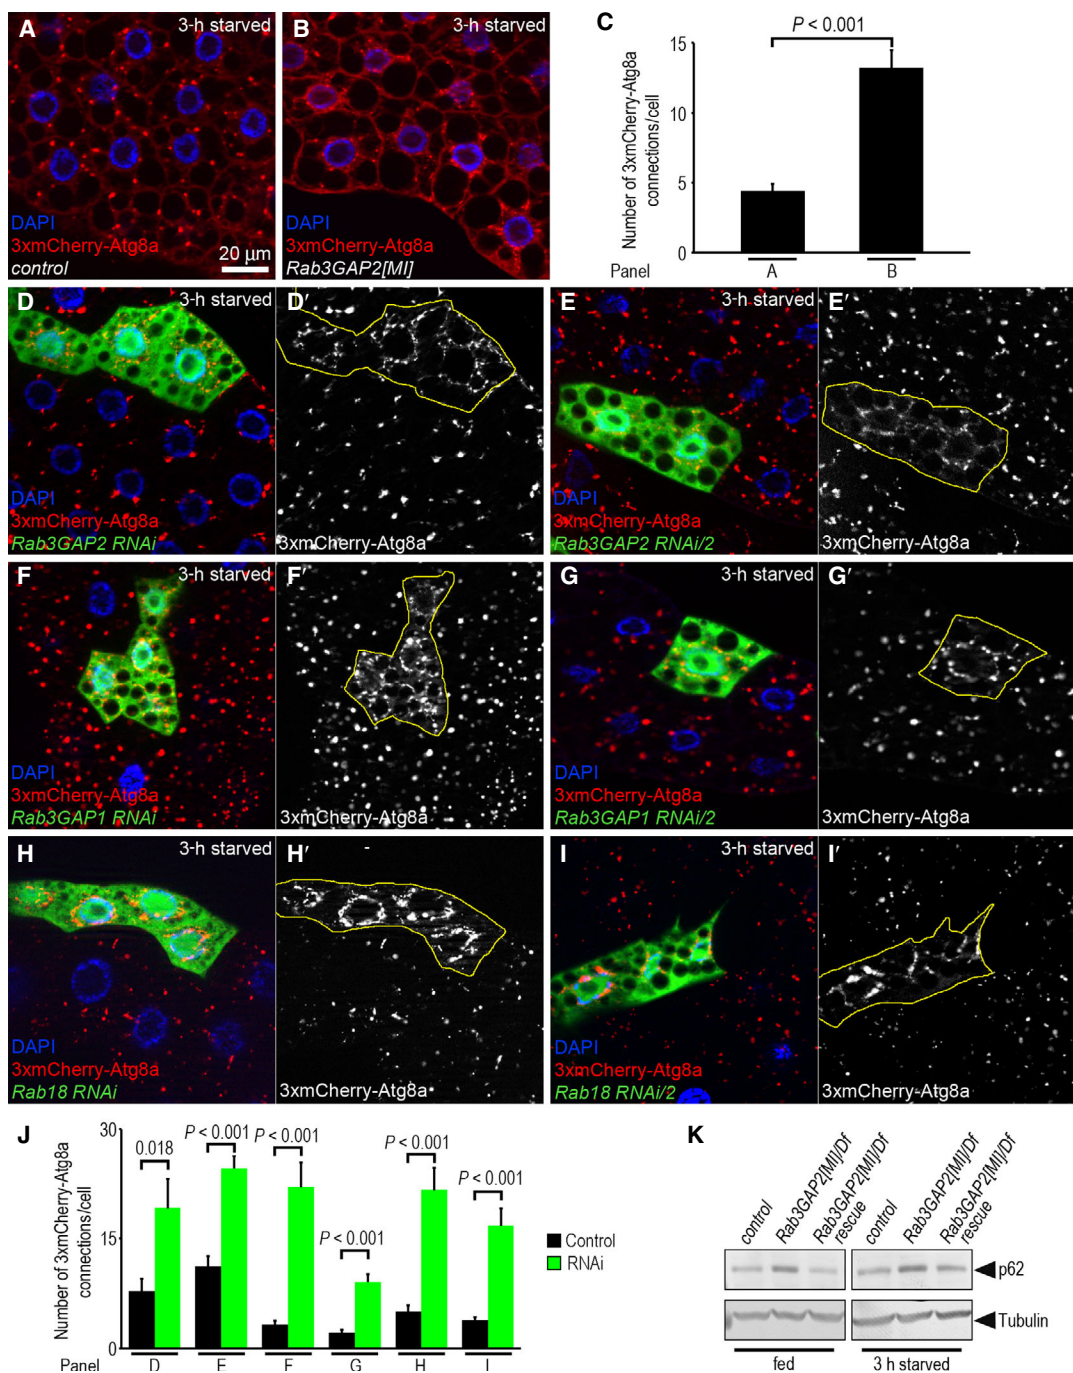 A
3-h starved
DAPI
3xmCherry-Atg8a
control
20 µm
B
3-h starved
DAPI
3xmCherry-Atg8a
Rab3GAP2[MI]
C
P < 0.001
Number of 3xmCherry-Atg8a
connections/cell
15
10
5
0
Panel
A
B
D
3-h starved
DAPI
3xmCherry-Atg8a
Rab3GAP2 RNAi
D′
3xmCherry-Atg8a
E
3-h starved
DAPI
3xmCherry-Atg8a
Rab3GAP2 RNAi/2
E′
3xmCherry-Atg8a
F
3-h starved
DAPI
3xmCherry-Atg8a
Rab3GAP1 RNAi
F′
3xmCherry-Atg8a
G
3-h starved
DAPI
3xmCherry-Atg8a
Rab3GAP1 RNAi/2
G′
3xmCherry-Atg8a
H
3-h starved
DAPI
3xmCherry-Atg8a
Rab18 RNAi
H′
3xmCherry-Atg8a
I
3-h starved
DAPI
3xmCherry-Atg8a
Rab18 RNAi/2
I′
3xmCherry-Atg8a
J
Number of 3xmCherry-Atg8a
connections/cell
30
15
0
0.018
P < 0.001
P < 0.001
P < 0.001
P < 0.001
P < 0.001
Control
RNAi
Panel
D
E
F
G
H
I
K
control
Rab3GAP2[MI]/Df
Rab3GAP2[MI]/Df
rescue
control
Rab3GAP2[MI]/Df
Rab3GAP2[MI]/Df
rescue
p62
Tubulin
fed
3 h starved